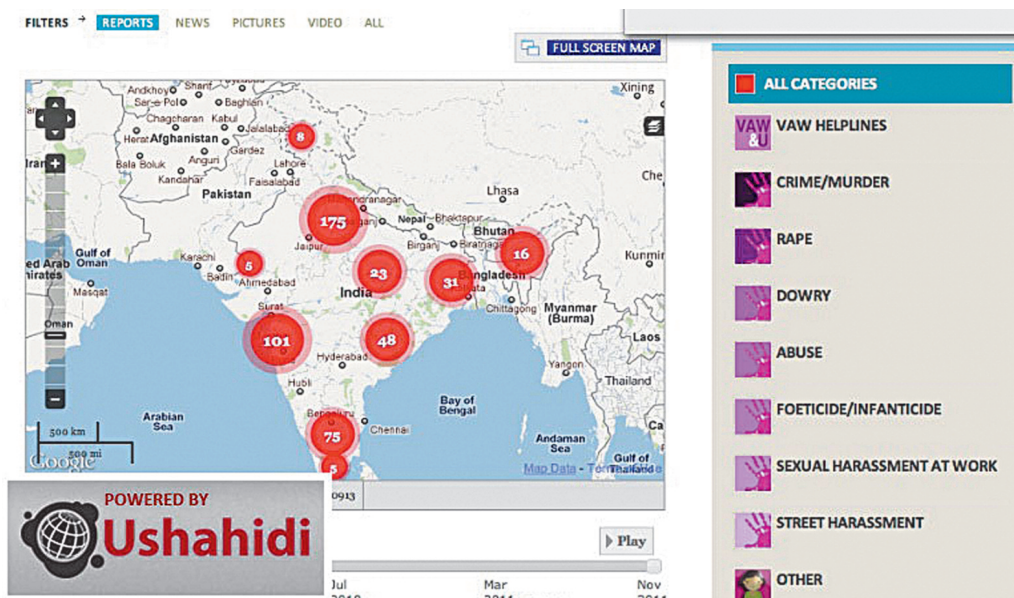 FILTERS → REPORTS NEWS PICTURES VIDEO ALL
FULL SCREEN MAP
Xining
Andkhoy
Sharif
Sar-e Pol
Baghlan
Chagcharan
Kabul
Jalalabad
8
Herat
Afghanistan
Gardez
Bala Boluk
Anguri
Lahore
Kandahar
Faisalabad
Pakistan
Lhasa
175
Nepal
Bhaktapur
Bhutan
Jaipur
Birganj
Biratnagar
16
Gulf of
Oman
Karachi
5
23
31
Bangladesh
Badin
Ahmedabad
Masqat
India
Chittagong
Myanmar
(Burma)
Surat
Oman
Laos
101
48
Hyderabad
Yangon
Hubli
Thailand
Bay of
Bengal
Arabian
Sea
75
Chennai
Andaman
Sea
Gulf of
Thailand
500 km
500 mi
5
Google
Map Data -
0913
POWERED BY
Ushahidi
Play
Jul
Mar
Nov
ALL CATEGORIES
VAW
&U
VAW HELPLINES
CRIME/MURDER
RAPE
DOWRY
ABUSE
FOETICIDE/INFANTICIDE
SEXUAL HARASSMENT AT WORK
STREET HARASSMENT
OTHER